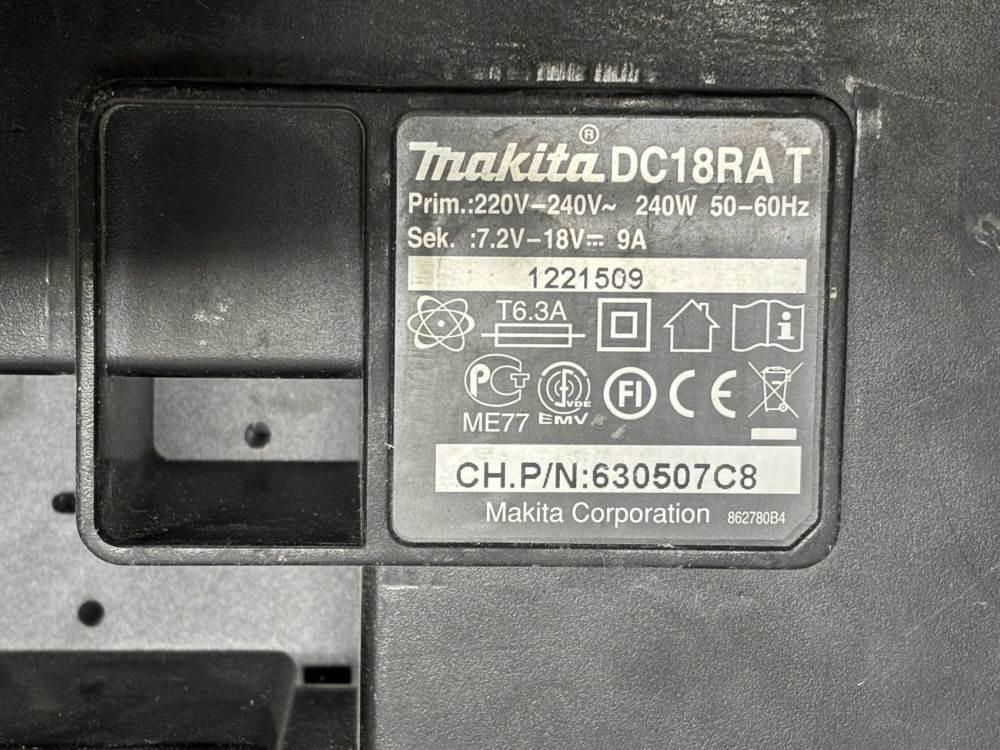 makita® DC18RA T
Prim.:220V–240V~ 240W 50–60Hz
Sek. :7.2V–18V⎓ 9A
1221509
T6.3A
i
PCT
VDE
ME77 EMV FI CE
CH.P/N:630507C8
Makita Corporation 862780B4